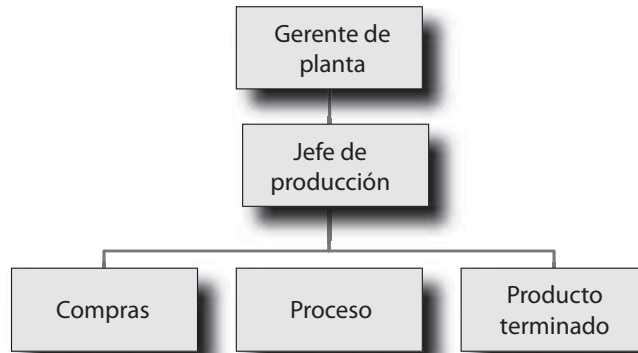 Gerente de
planta
Jefe de
producción
Compras
Proceso
Producto
terminado